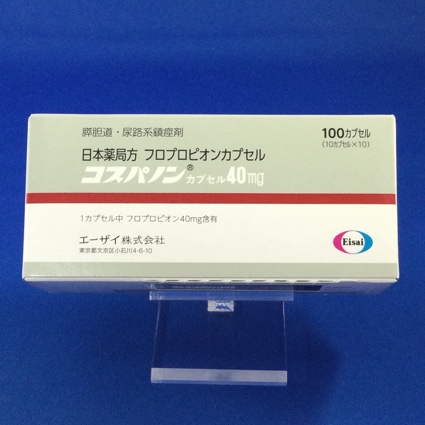 膵胆道・尿路系鎮痙剤
100カプセル
(10カプセル×10)
日本薬局方 フロプロピオンカプセル
コスパノン®カプセル40mg
1カプセル中 フロプロピオン40mg含有
エーザイ株式会社
東京都文京区小石川4-6-10
Eisai